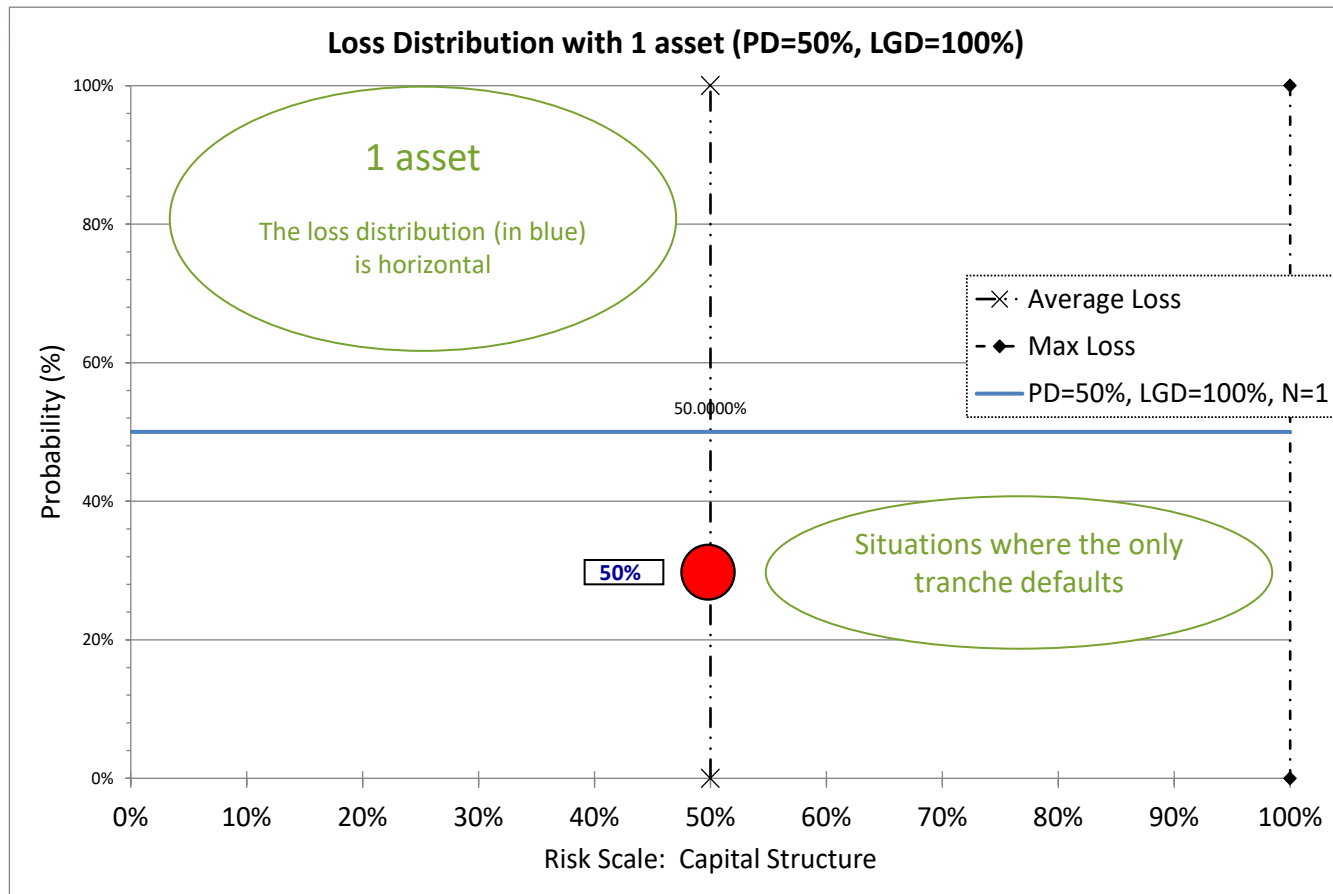 Loss Distribution with 1 asset (PD=50%, LGD=100%)
100%
80%
60%
40%
20%
0%
Probability (%)
1 asset
The loss distribution (in blue)
is horizontal
Average Loss
Max Loss
PD=50%, LGD=100%, N=1
50.0000%
50%
Situations where the only
tranche defaults
0% 10% 20% 30% 40% 50% 60% 70% 80% 90% 100%
Risk Scale: Capital Structure